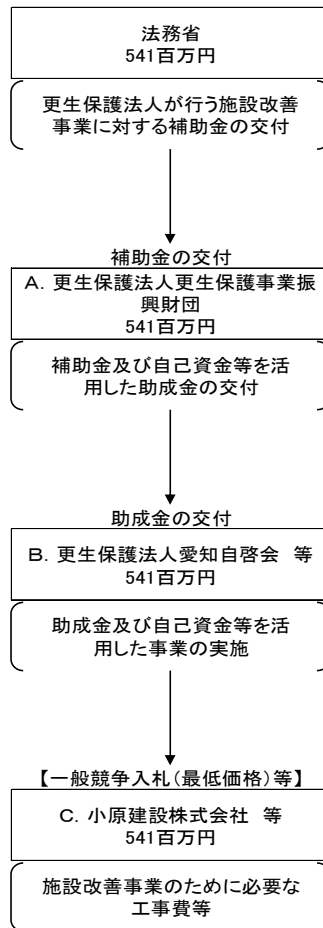 法務省
541百万円
更生保護法人が行う施設改善
事業に対する補助金の交付
補助金の交付
A. 更生保護法人更生保護事業振
興財団
541百万円
補助金及び自己資金等を活
用した助成金の交付
助成金の交付
B. 更生保護法人愛知自啓会　等
541百万円
助成金及び自己資金等を活
用した事業の実施
【一般競争入札(最低価格)等】
C. 小原建設株式会社　等
541百万円
施設改善事業のために必要な
工事費等